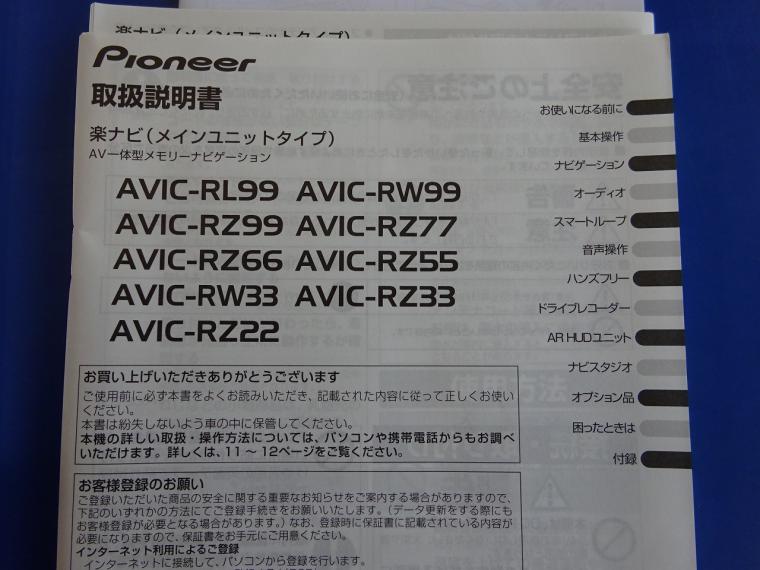 楽ナビ(メインユニットタイプ)
Pioneer
取扱説明書
楽ナビ(メインユニットタイプ)
AV一体型メモリーナビゲーション
AVIC-RL99 AVIC-RW99
AVIC-RZ99 AVIC-RZ77
AVIC-RZ66 AVIC-RZ55
AVIC-RW33 AVIC-RZ33
AVIC-RZ22
お使いになる前に
基本操作
ナビゲーション
オーディオ
スマートループ
音声操作
ハンズフリー
ドライブレコーダー
AR HUDユニット
ナビスタジオ
オプション品
困ったときは
付録
お買い上げいただきありがとうございます
ご使用前に必ず本書をよくお読みいただき、記載された内容に従って正しくお使い
ください。
本書は紛失しないよう車の中に保管してください。
本機の詳しい取扱・操作方法については、パソコンや携帯電話からもお調べ
いただけます。詳しくは、11～12ページをご覧ください。
お客様登録のお願い
ご登録いただいた商品の安全に関する重要なお知らせをご案内する場合がありますので、
下記のいずれかの方法にてご登録手続きをお願いいたします。(データ更新をする際にも
お客様登録が必要となる場合があります。)なお、登録時に保証書に記載されている内容が
必要になりますので、保証書をお手元にご用意ください。
インターネット利用によるご登録
インターネットに接続して、パソコンから登録を行います。